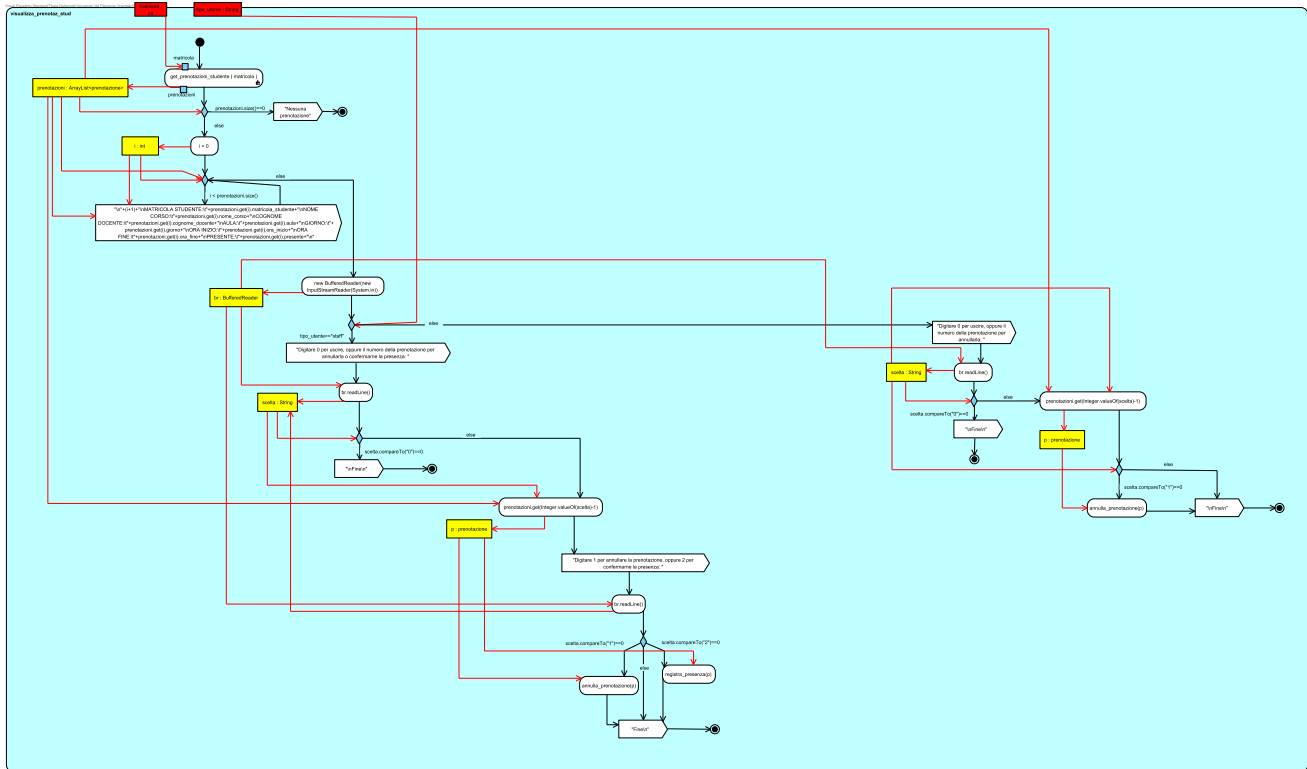 visualizza_prenotaz_stud
tipo_utente : String
matricola
get_prenotazioni_studente ( matricola )
prenotazioni : ArrayList<prenotazione>
prenotazioni
prenotazioni.size()==0
"Nessuna
prenotazione"
else
i : int
i = 0
else
i < prenotazioni.size()
"\n"+(i+1)+"\nMATRICOLA STUDENTE:\t"+prenotazioni.get(i).matricola_studente+"\nNOME
CORSO:\t"+prenotazioni.get(i).nome_corso+"\nCOGNOME
DOCENTE:\t"+prenotazioni.get(i).cognome_docente+"\nAULA:\t"+prenotazioni.get(i).aula+"\nGIORNO:\t"+
prenotazioni.get(i).giorno+"\nORA INIZIO:\t"+prenotazioni.get(i).ora_inizio+"\nORA
FINE:\t"+prenotazioni.get(i).ora_fine+"\nPRESENTE:\t"+prenotazioni.get(i).presente+"\n"
new BufferedReader(new
InputStreamReader(System.in))
br : BufferedReader
else
tipo_utente=="staff"
"Digitare 0 per uscire, oppure il
numero della prenotazione per
annullarla: "
"Digitare 0 per uscire, oppure il numero della prenotazione per
annullarla o confermarne la presenza: "
scelta : String
br.readLine()
br.readLine()
scelta : String
else
prenotazioni.get(Integer.valueOf(scelta)-1)
scelta.compareTo("0")==0
"\nFine\n"
else
p : prenotazione
scelta.compareTo("0")==0
"\nFine\n"
else
scelta.compareTo("1")==0
prenotazioni.get(Integer.valueOf(scelta)-1)
annulla_prenotazione(p)
"\nFine\n"
p : prenotazione
"Digitare 1 per annullare la prenotazione, oppure 2 per
confermarne la presenza: "
br.readLine()
scelta.compareTo("1")==0
scelta.compareTo("2")==0
else
registra_presenza(p)
annulla_prenotazione(p)
"Fine\n"